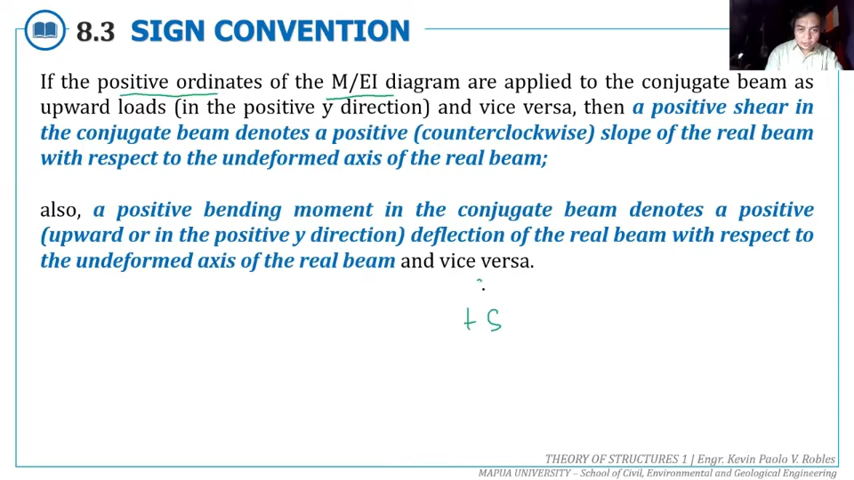 8.3 SIGN CONVENTION
If the positive ordinates of the M/EI diagram are applied to the conjugate beam as
upward loads (in the positive y direction) and vice versa, then a positive shear in
the conjugate beam denotes a positive (counterclockwise) slope of the real beam
with respect to the undeformed axis of the real beam;
also, a positive bending moment in the conjugate beam denotes a positive
(upward or in the positive y direction) deflection of the real beam with respect to
the undeformed axis of the real beam and vice versa.
+ S
THEORY OF STRUCTURES 1 | Engr. Kevin Paolo V. Robles
MAPUA UNIVERSITY – School of Civil, Environmental and Geological Engineering